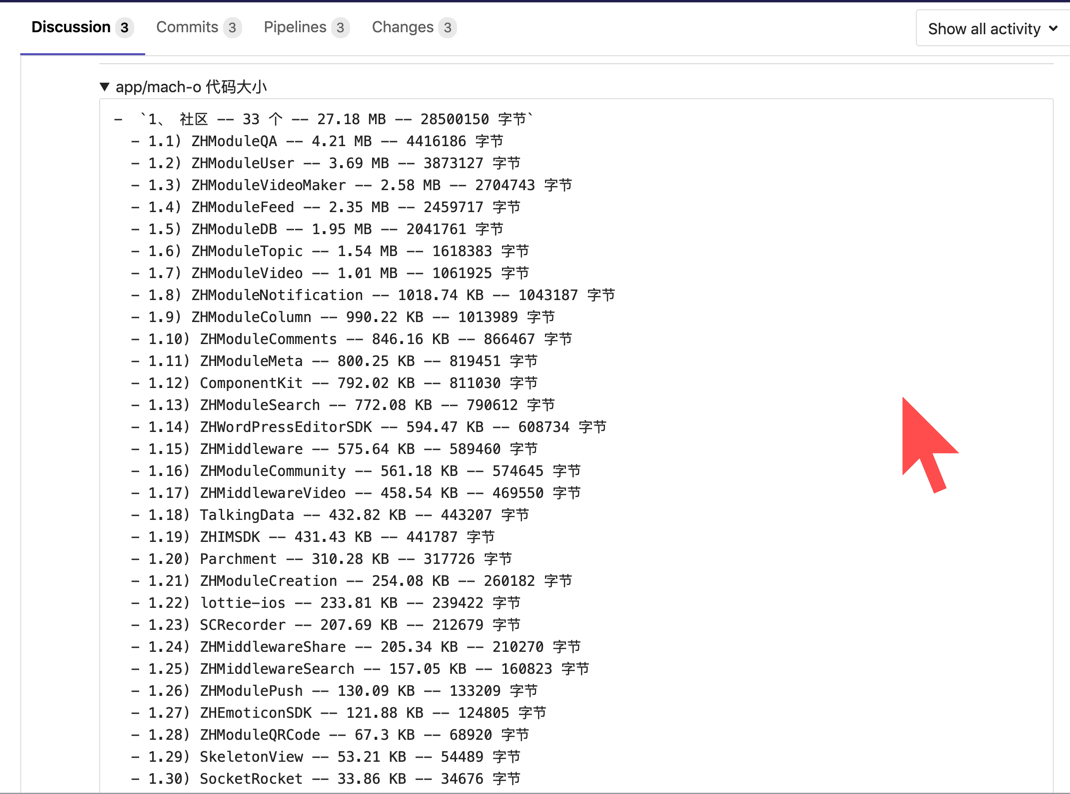 Discussion 3 Commits 3 Pipelines 3 Changes 3 Show all activity
▼ app/mach-o 代码大小
– `1、 社区 -- 33 个 -- 27.18 MB -- 28500150 字节`
– 1.1) ZHModuleQA -- 4.21 MB -- 4416186 字节
– 1.2) ZHModuleUser -- 3.69 MB -- 3873127 字节
– 1.3) ZHModuleVideoMaker -- 2.58 MB -- 2704743 字节
– 1.4) ZHModuleFeed -- 2.35 MB -- 2459717 字节
– 1.5) ZHModuleDB -- 1.95 MB -- 2041761 字节
– 1.6) ZHModuleTopic -- 1.54 MB -- 1618383 字节
– 1.7) ZHModuleVideo -- 1.01 MB -- 1061925 字节
– 1.8) ZHModuleNotification -- 1018.74 KB -- 1043187 字节
– 1.9) ZHModuleColumn -- 990.22 KB -- 1013989 字节
– 1.10) ZHModuleComments -- 846.16 KB -- 866467 字节
– 1.11) ZHModuleMeta -- 800.25 KB -- 819451 字节
– 1.12) ComponentKit -- 792.02 KB -- 811030 字节
– 1.13) ZHModuleSearch -- 772.08 KB -- 790612 字节
– 1.14) ZHWordPressEditorSDK -- 594.47 KB -- 608734 字节
– 1.15) ZHMiddleware -- 575.64 KB -- 589460 字节
– 1.16) ZHModuleCommunity -- 561.18 KB -- 574645 字节
– 1.17) ZHMiddlewareVideo -- 458.54 KB -- 469550 字节
– 1.18) TalkingData -- 432.82 KB -- 443207 字节
– 1.19) ZHIMSDK -- 431.43 KB -- 441787 字节
– 1.20) Parchment -- 310.28 KB -- 317726 字节
– 1.21) ZHModuleCreation -- 254.08 KB -- 260182 字节
– 1.22) lottie-ios -- 233.81 KB -- 239422 字节
– 1.23) SCRecorder -- 207.69 KB -- 212679 字节
– 1.24) ZHMiddlewareShare -- 205.34 KB -- 210270 字节
– 1.25) ZHMiddlewareSearch -- 157.05 KB -- 160823 字节
– 1.26) ZHModulePush -- 130.09 KB -- 133209 字节
– 1.27) ZHEmoticonSDK -- 121.88 KB -- 124805 字节
– 1.28) ZHModuleQRCode -- 67.3 KB -- 68920 字节
– 1.29) SkeletonView -- 53.21 KB -- 54489 字节
– 1.30) SocketRocket -- 33.86 KB -- 34676 字节